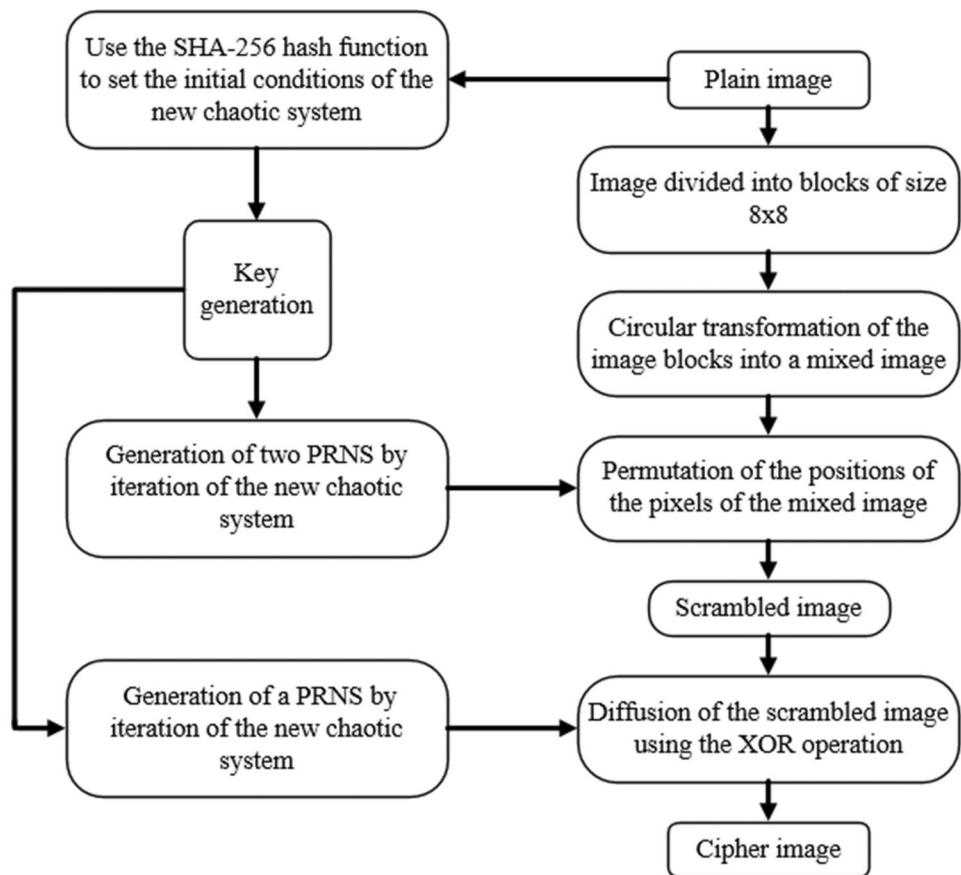 Use the SHA-256 hash function
to set the initial conditions of the
new chaotic system
Plain image
Image divided into blocks of size
8x8
Key
generation
Circular transformation of the
image blocks into a mixed image
Generation of two PRNS by
iteration of the new chaotic
system
Permutation of the positions of
the pixels of the mixed image
Scrambled image
Generation of a PRNS by
iteration of the new chaotic
system
Diffusion of the scrambled image
using the XOR operation
Cipher image